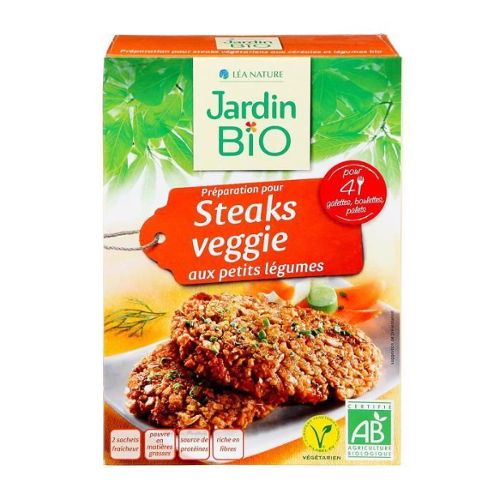 Préparation pour steaks végétariens aux céréales et légumes bio
LÉA NATURE
Jardin
BiO
Préparation pour
Steaks
veggie
aux petits légumes
pour
4
galettes, boulettes,
palets
2 sachets
fraîcheur
pauvre
en
matières
grasses
source de
protéines
riche en
fibres
V
VÉGÉTARIEN
CERTIFIÉ
AB
AGRICULTURE
BIOLOGIQUE